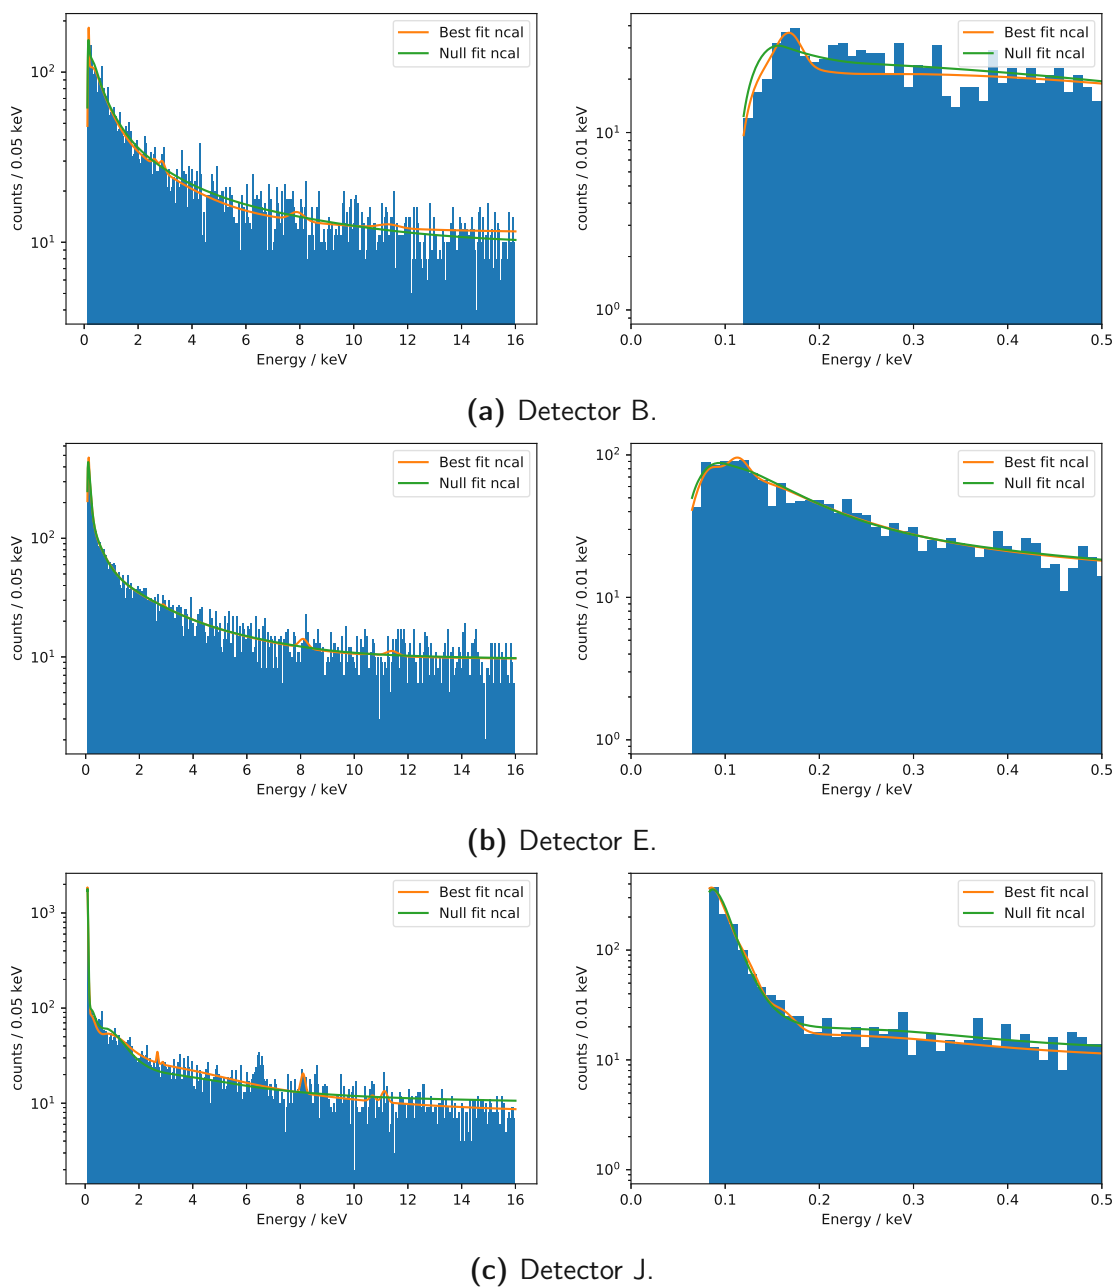 Best fit ncal
Null fit ncal
counts / 0.05 keV
10²
10¹
0 2 4 6 8 10 12 14 16
Energy / keV
Best fit ncal
Null fit ncal
counts / 0.01 keV
10¹
10⁰
0.0 0.1 0.2 0.3 0.4 0.5
Energy / keV
(a) Detector B.
Best fit ncal
Null fit ncal
counts / 0.05 keV
10²
10¹
0 2 4 6 8 10 12 14 16
Energy / keV
Best fit ncal
Null fit ncal
counts / 0.01 keV
10²
10¹
10⁰
0.0 0.1 0.2 0.3 0.4 0.5
Energy / keV
(b) Detector E.
Best fit ncal
Null fit ncal
counts / 0.05 keV
10³
10²
10¹
0 2 4 6 8 10 12 14 16
Energy / keV
Best fit ncal
Null fit ncal
counts / 0.01 keV
10²
10¹
10⁰
0.0 0.1 0.2 0.3 0.4 0.5
Energy / keV
(c) Detector J.